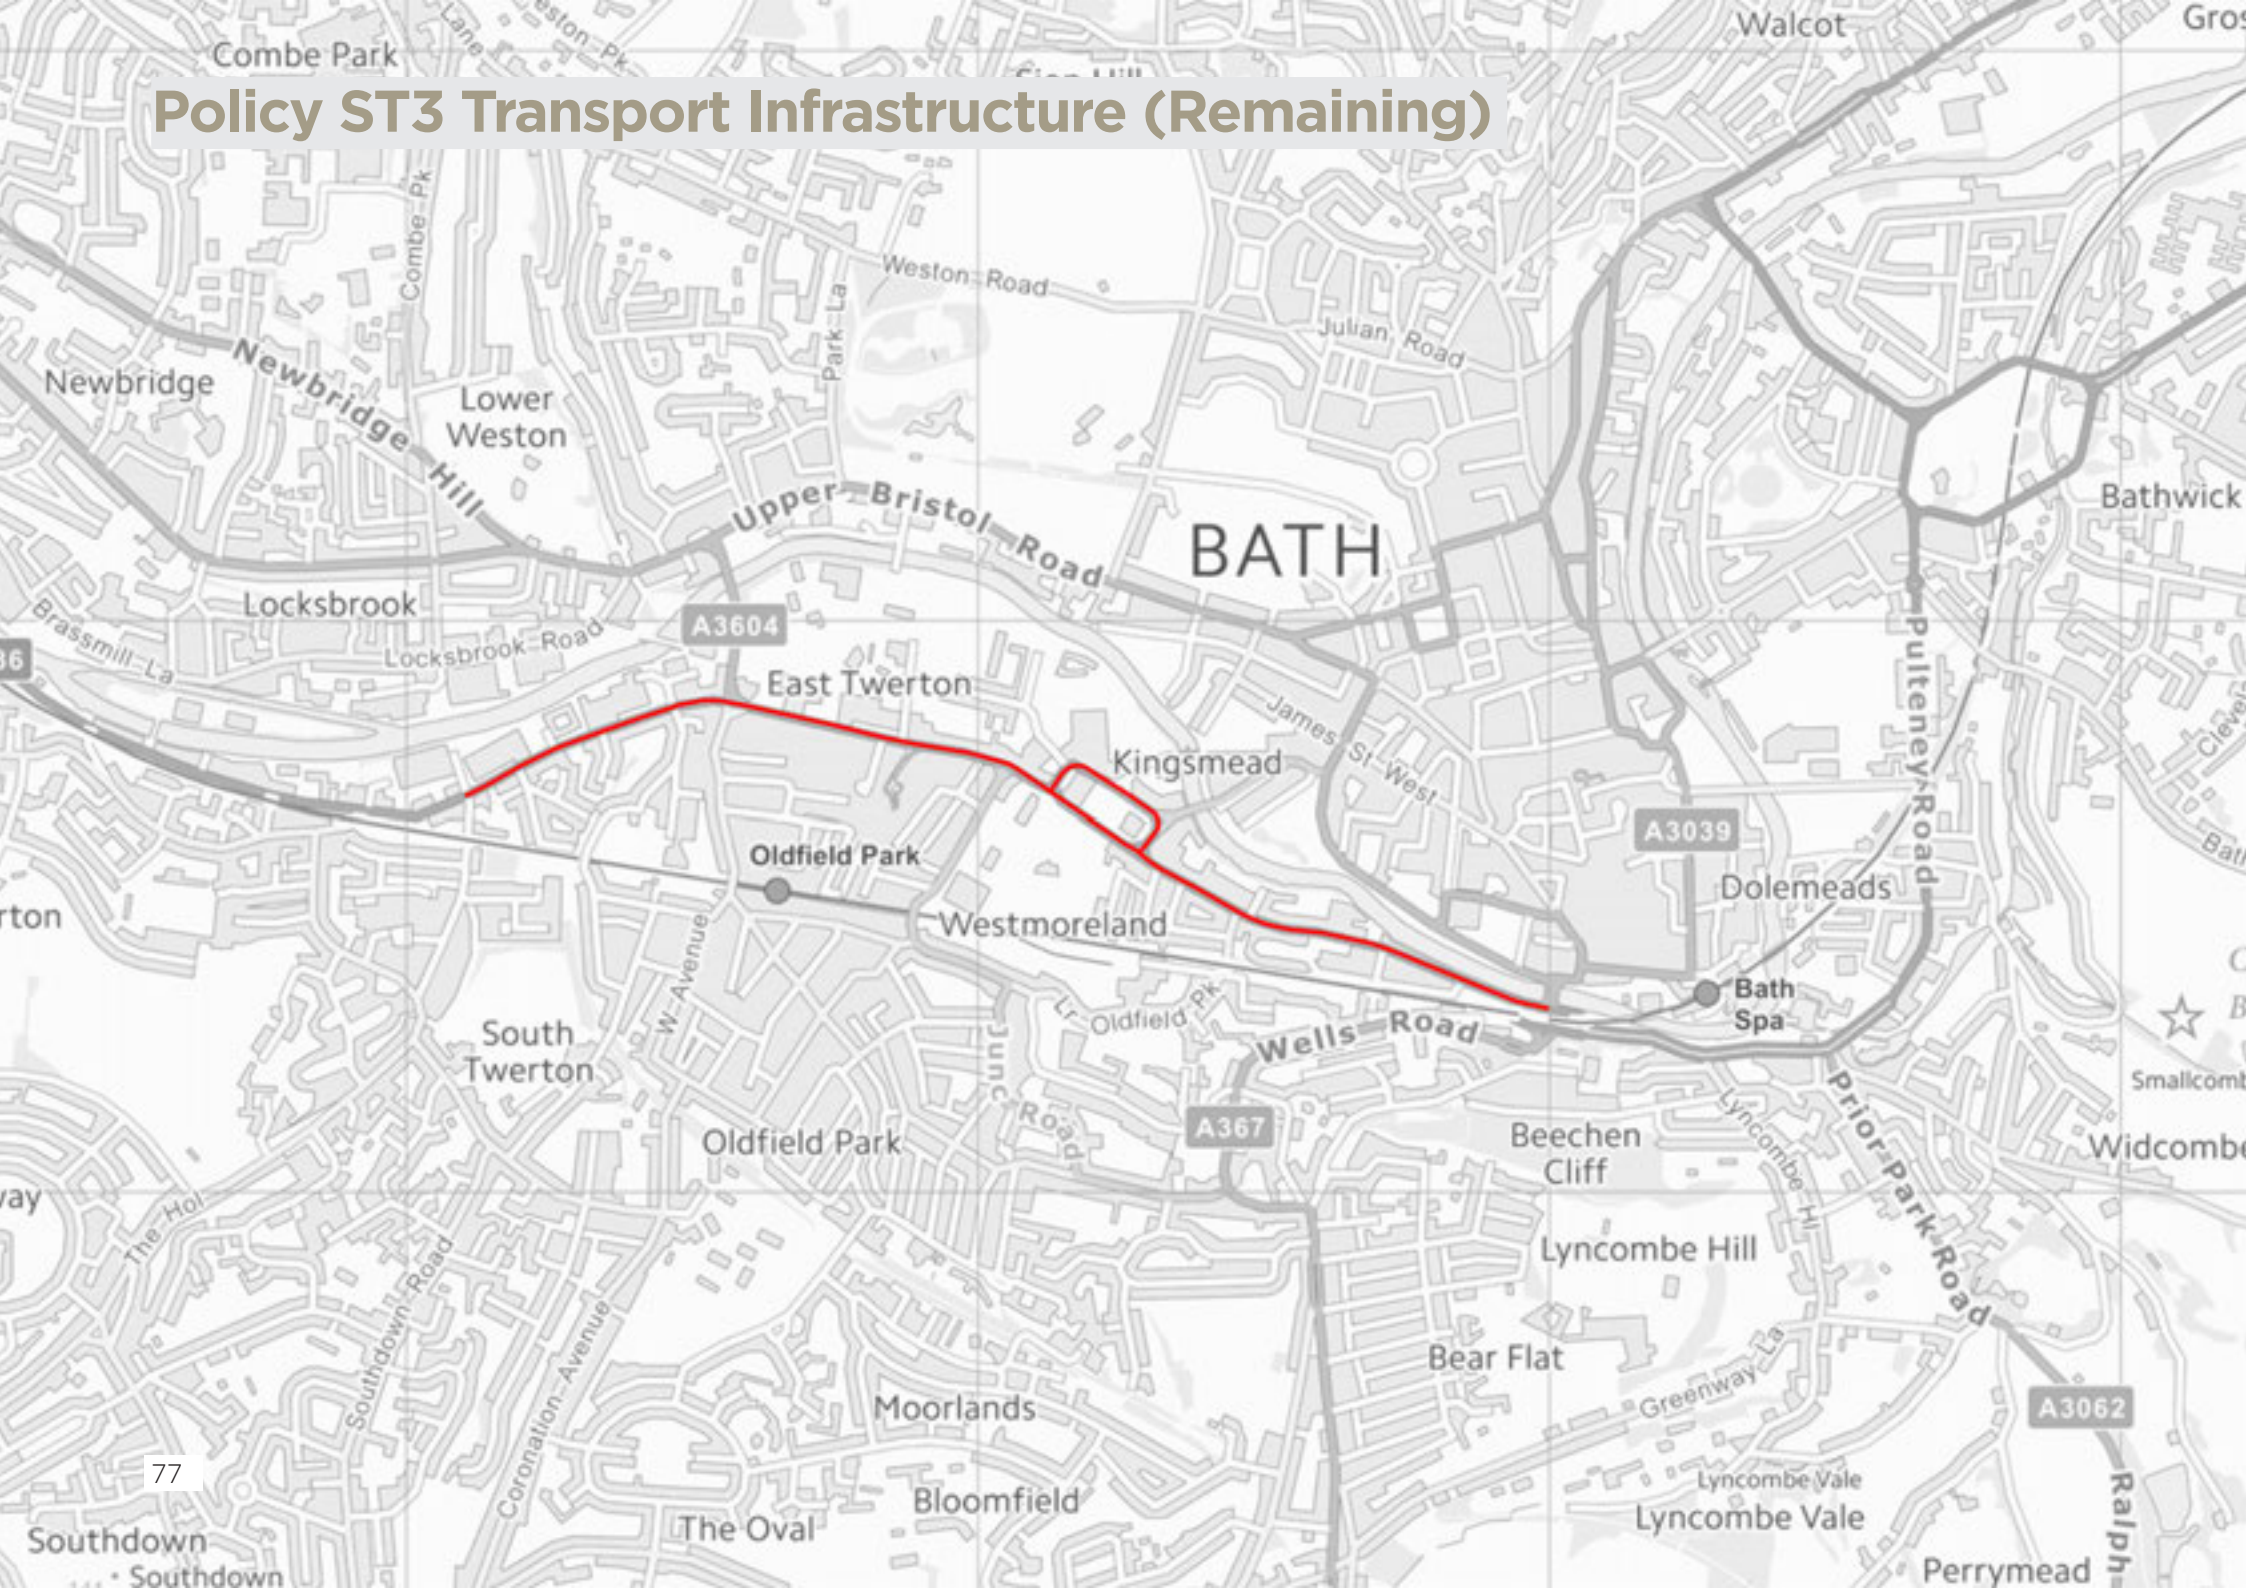 Walcot
Combe Park
Lane
Policy ST3 Transport Infrastructure (Remaining)
Combe Pk
Weston Road
Park La
Julian Road
Newbridge
Newbridge Hill
Lower
Weston
Upper Bristol Road
BATH
Bathwick
Locksbrook
Brassmill La
Locksbrook Road
A3604
36
East Twerton
Pulteney Road
James St West
Kingsmead
A3039
Oldfield Park
Dolemeads
Westmoreland
W Avenue
Bath
Spa
Lr Oldfield Pk
Wells Road
South
Twerton
Junc Road
A367
Prior Park Road
Lyncombe Hl
Beechen
Cliff
Oldfield Park
Widcombe
The Hol
Southdown Road
Lyncombe Hill
Coronation Avenue
Bear Flat
Greenway La
Moorlands
A3062
77
Lyncombe Vale
Lyncombe Vale
Bloomfield
The Oval
Ralph
Southdown
Southdown
Perrymead